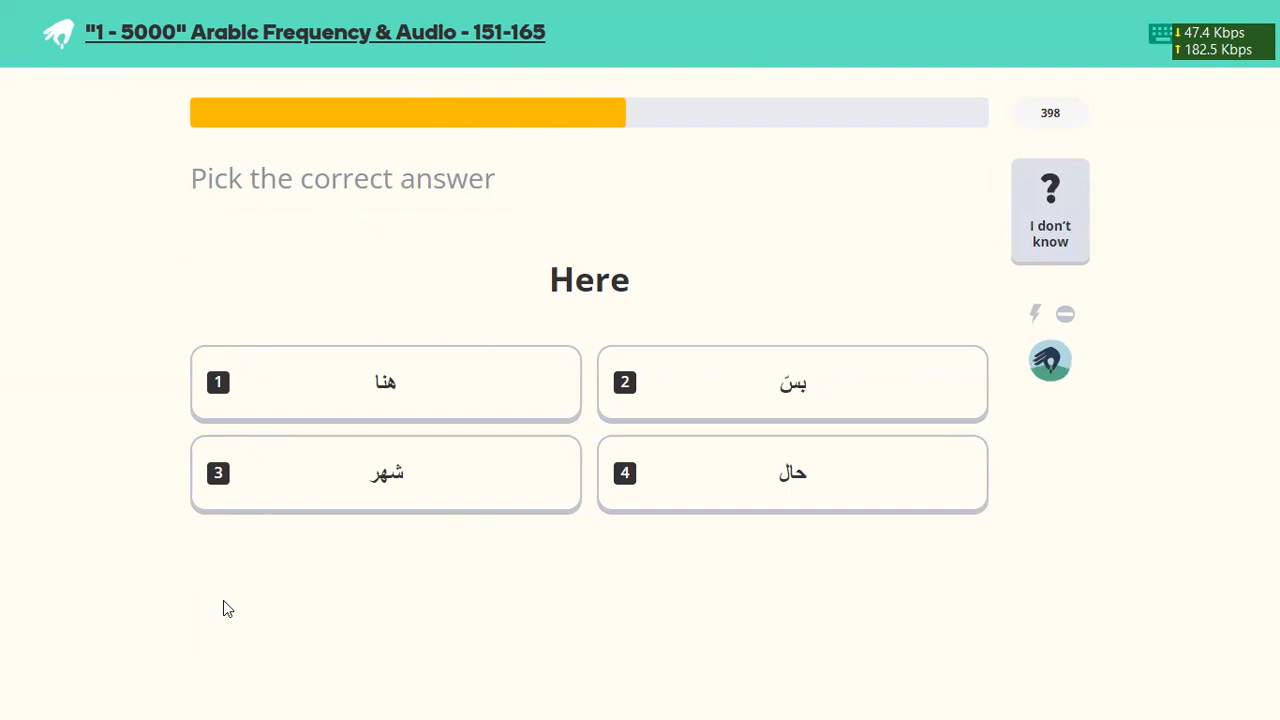 "1 - 5000" Arabic Frequency & Audio - 151-165
↓ 47.4 Kbps
↑ 182.5 Kbps
398
Pick the correct answer
?
I don't
know
Here
1 هنا
2 بسّ
3 شهر
4 حال